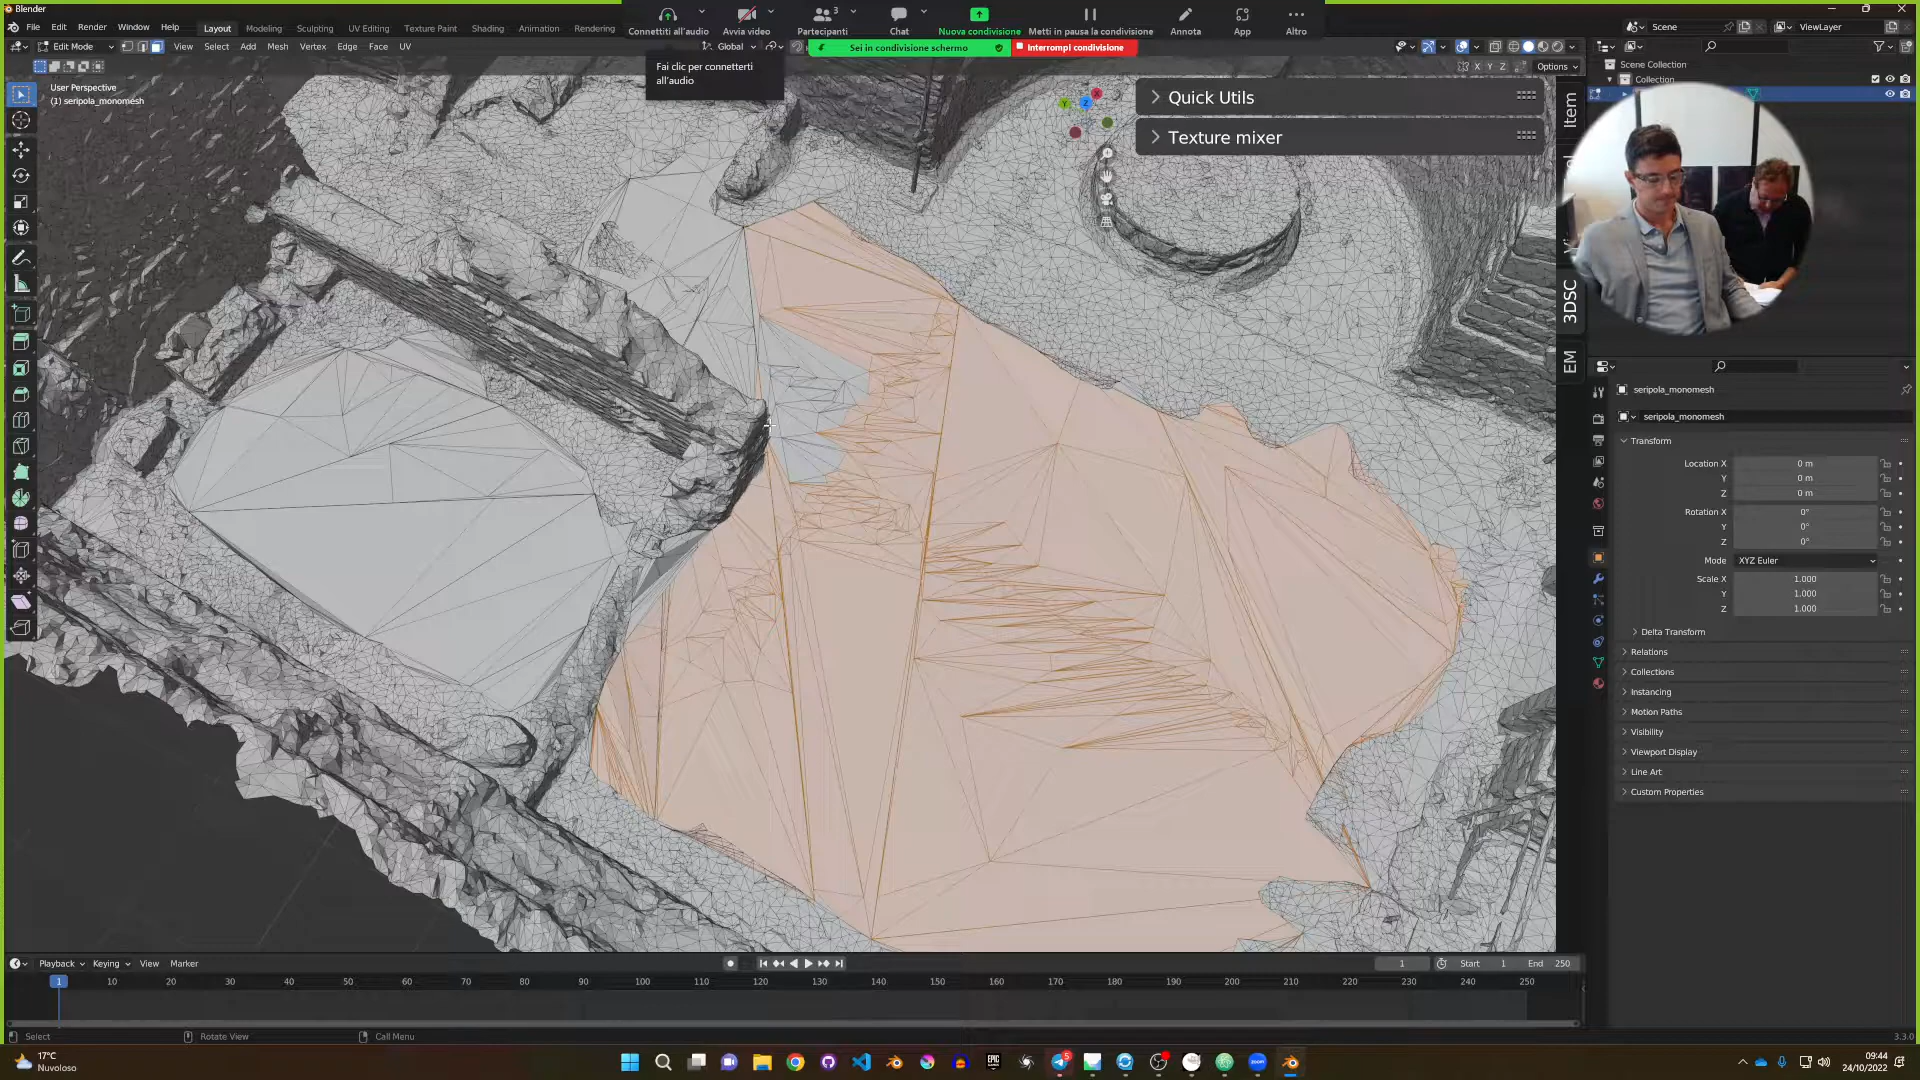 Blender
File Edit Render Window Help
Layout Modeling Sculpting UV Editing Texture Paint Shading Animation Rendering
Connettiti all'audio Avvia video Partecipanti 3 Chat Nuova condivisione Metti in pausa la condivisione Annota App Altro
Scene ViewLayer
Edit Mode View Select Add Mesh Vertex Edge Face UV
Global
Sei in condivisione schermo Interrompi condivisione
Fai clic per connetterti
all'audio
X Y Z Options
User Perspective
(1) seripola_monomesh
Quick Utils
Texture mixer
Y Z X
Item
3DSC
EM
Scene Collection
Collection
seripola_monomesh
seripola_monomesh
Transform
Location X 0 m
Y 0 m
Z 0 m
Rotation X 0°
Y 0°
Z 0°
Mode XYZ Euler
Scale X 1.000
Y 1.000
Z 1.000
Delta Transform
Relations
Collections
Instancing
Motion Paths
Visibility
Viewport Display
Line Art
Custom Properties
Playback Keying View Marker
1 Start 1 End 250
1 10 20 30 40 50 60 70 80 90 100 110 120 130 140 150 160 170 180 190 200 210 220 230 240 250
Select Rotate View Call Menu
3.3.0
17°C
Nuvoloso
EPIC
5
zoom
09:44
24/10/2022